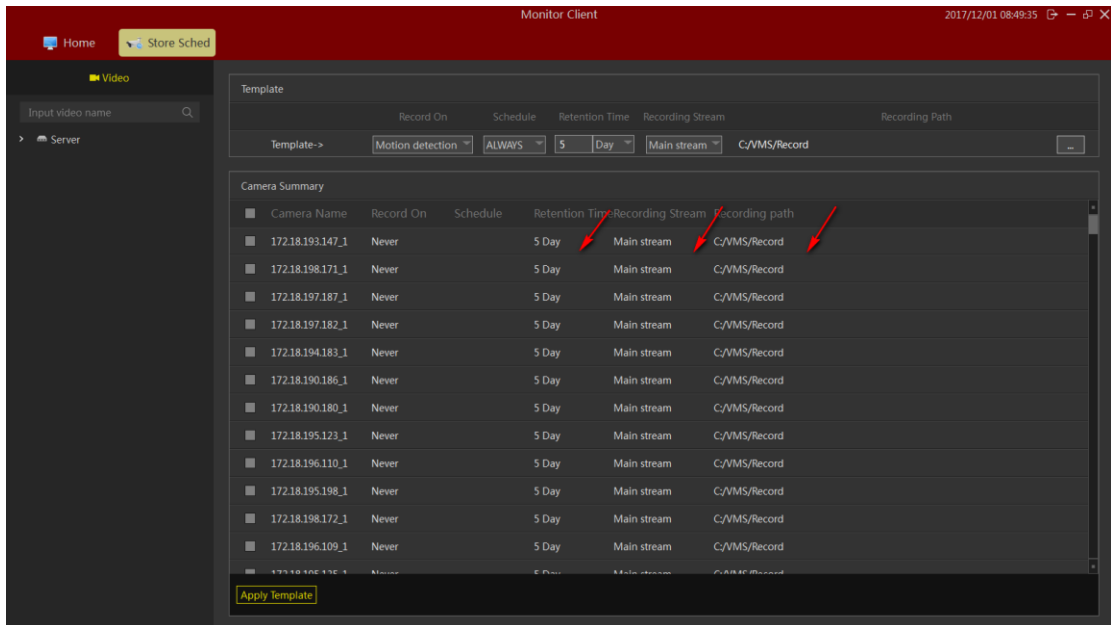 Monitor Client 2017/12/01 08:49:35
Home Store Sched
Video
Input video name
Server
Template
Record On Schedule Retention Time Recording Stream Recording Path
Template-> Motion detection ALWAYS 5 Day Main stream C:/VMS/Record ...
Camera Summary
Camera Name Record On Schedule Retention Time Recording Stream Recording path
172.18.193.147_1 Never 5 Day Main stream C:/VMS/Record
172.18.198.171_1 Never 5 Day Main stream C:/VMS/Record
172.18.197.187_1 Never 5 Day Main stream C:/VMS/Record
172.18.197.182_1 Never 5 Day Main stream C:/VMS/Record
172.18.194.183_1 Never 5 Day Main stream C:/VMS/Record
172.18.190.186_1 Never 5 Day Main stream C:/VMS/Record
172.18.190.180_1 Never 5 Day Main stream C:/VMS/Record
172.18.195.123_1 Never 5 Day Main stream C:/VMS/Record
172.18.196.110_1 Never 5 Day Main stream C:/VMS/Record
172.18.195.198_1 Never 5 Day Main stream C:/VMS/Record
172.18.198.172_1 Never 5 Day Main stream C:/VMS/Record
172.18.196.109_1 Never 5 Day Main stream C:/VMS/Record
Never 5 Day Main stream C:/VMS/Record
Apply Template